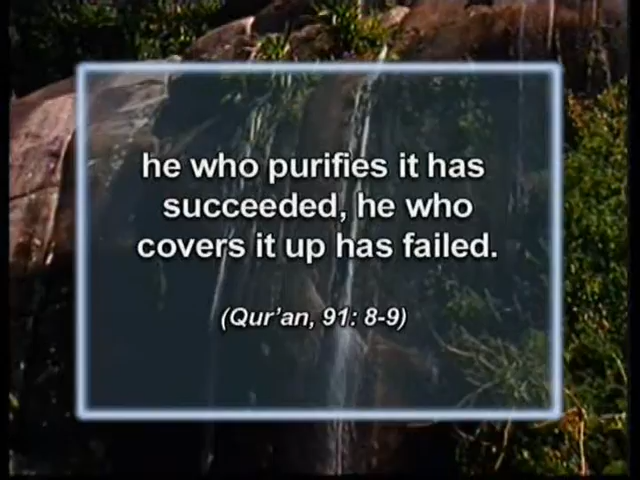 he who purifies it has
succeeded, he who
covers it up has failed.
(Qur'an, 91: 8-9)